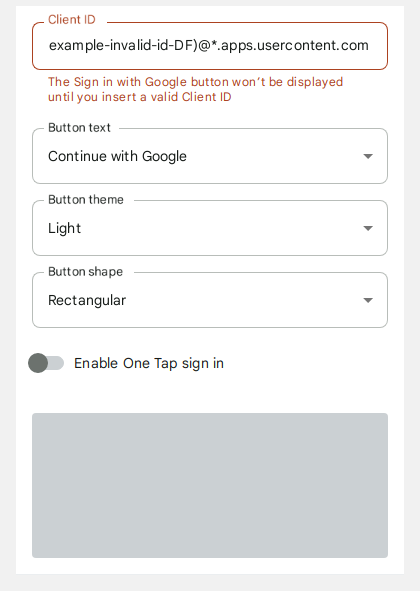 Client ID
example-invalid-id-DF)@*.apps.usercontent.com
The Sign in with Google button won’t be displayed
until you insert a valid Client ID
Button text
Continue with Google
Button theme
Light
Button shape
Rectangular
Enable One Tap sign in